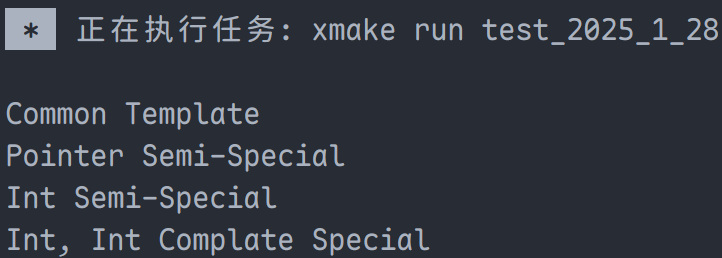 * 正在执行任务: xmake run test_2025_1_28
Common Template
Pointer Semi-Special
Int Semi-Special
Int, Int Complate Special